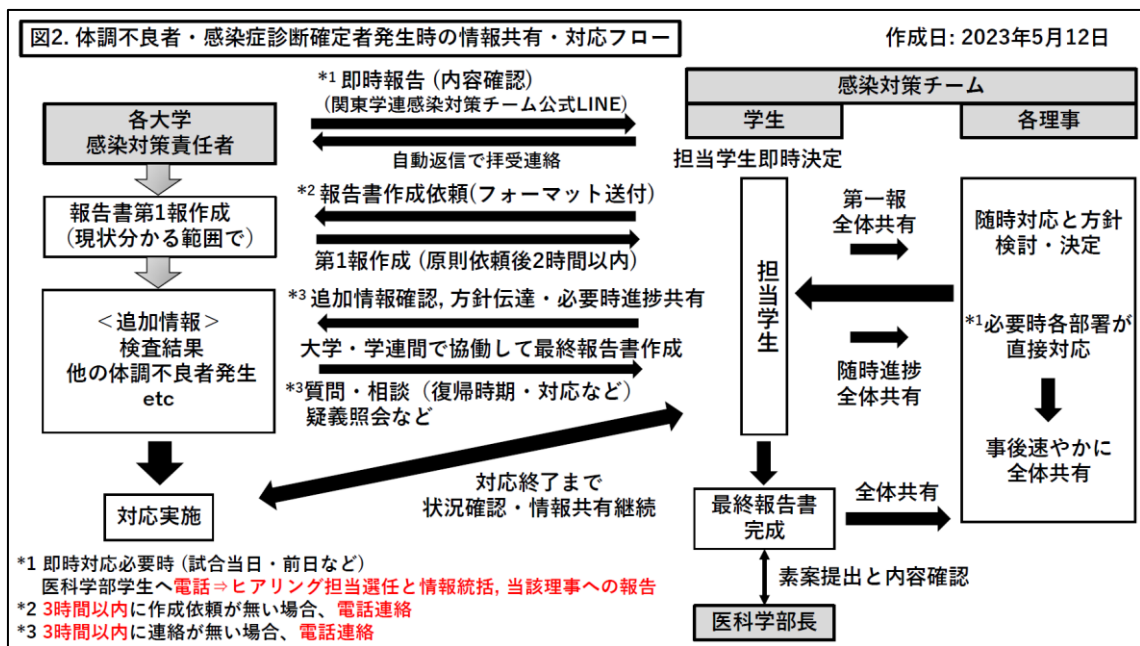 図2. 体調不良者・感染症診断確定者発生時の情報共有・対応フロー
作成日: 2023年5月12日
各大学
感染対策責任者
報告書第1報作成
(現状分かる範囲で)
＜追加情報＞
検査結果
他の体調不良者発生
etc
対応実施
*1 即時報告 (内容確認)
(関東学連感染対策チーム公式LINE)
自動返信で拝受連絡
*2 報告書作成依頼(フォーマット送付)
第1報作成 (原則依頼後2時間以内)
*3 追加情報確認, 方針伝達・必要時進捗共有
大学・学連間で協働して最終報告書作成
*3 質問・相談（復帰時期・対応など）
疑義照会など
対応終了まで
状況確認・情報共有継続
感染対策チーム
学生
各理事
担当学生即時決定
担当学生
第一報
全体共有
随時進捗
全体共有
随時対応と方針
検討・決定
*1 必要時各部署が
直接対応
事後速やかに
全体共有
最終報告書
完成
全体共有
素案提出と内容確認
医科学部長
*1 即時対応必要時 (試合当日・前日など)
医科学部学生へ電話⇒ヒアリング担当選任と情報統括, 当該理事への報告
*2 3時間以内に作成依頼が無い場合、電話連絡
*3 3時間以内に連絡が無い場合、電話連絡